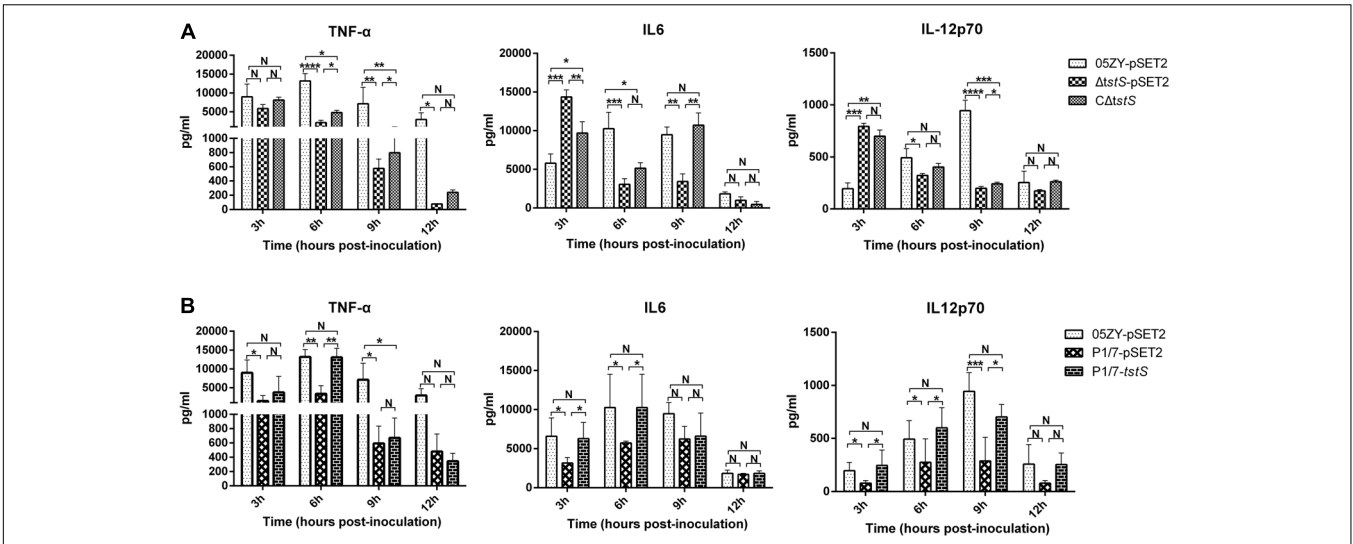 A
TNF-α
20000
15000
10000
5000
1000
800
600
400
200
0
pg/ml
N
N N
*
**** *
**
** *
N
* N
3h 6h 9h 12h
Time (hours post-inoculation)
IL6
20000
15000
10000
5000
0
pg/ml
*
*** **
*
*** N
N
** **
N
N N
3h 6h 9h 12h
Time (hours post-inoculation)
IL-12p70
1500
1000
500
0
pg/ml
**
*** N
N
* N
***
**** *
N
N N
3h 6h 9h 12h
Time (hours post-inoculation)
05ZY-pSET2
ΔtstS-pSET2
CΔtstS
B
TNF-α
20000
15000
10000
5000
1000
800
600
400
200
0
pg/ml
N
* N
N
** **
*
*
N
N
N N
3h 6h 9h 12h
Time (hours post-inoculation)
IL6
20000
15000
10000
5000
0
pg/ml
N
* *
N
* *
N
N N
N
N N
3h 6h 9h 12h
Time (hours post-inoculation)
IL12p70
1500
1000
500
0
pg/ml
N
* *
N
* *
N
*** *
N
N N
3h 6h 9h 12h
Time (hours post-inoculation)
05ZY-pSET2
P1/7-pSET2
P1/7-tstS